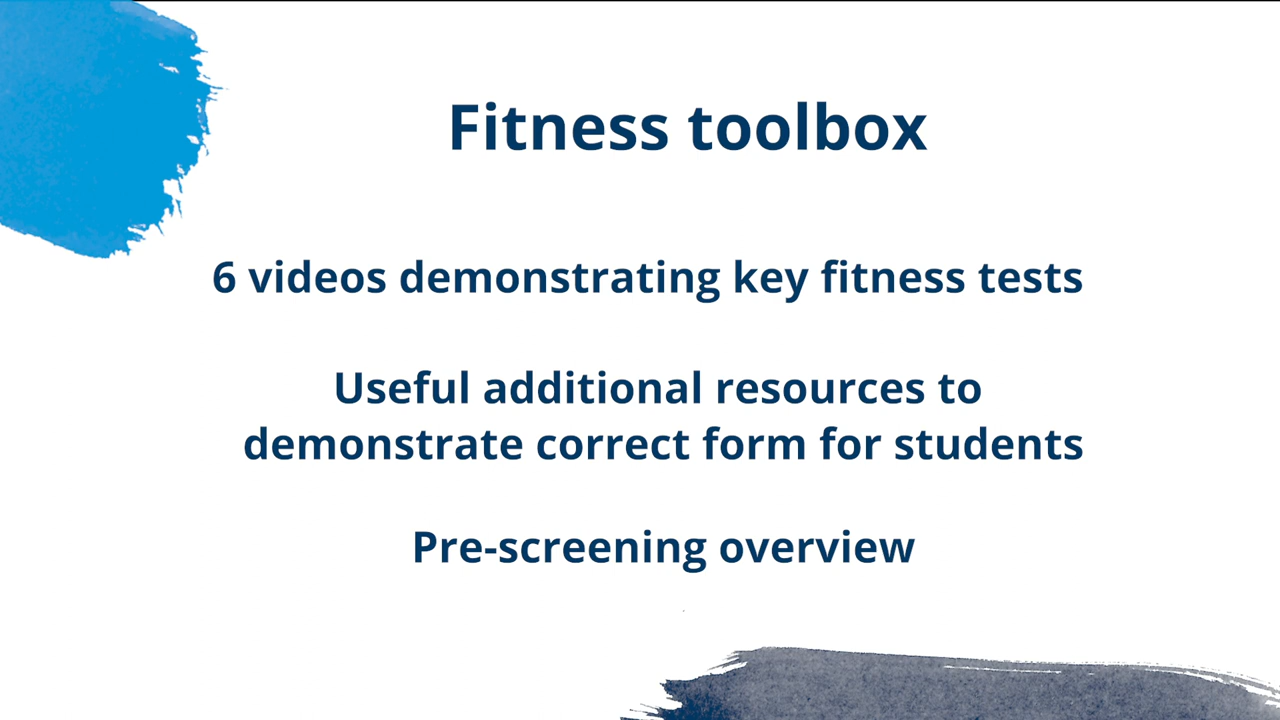 Fitness toolbox
6 videos demonstrating key fitness tests
Useful additional resources to
demonstrate correct form for students
Pre-screening overview